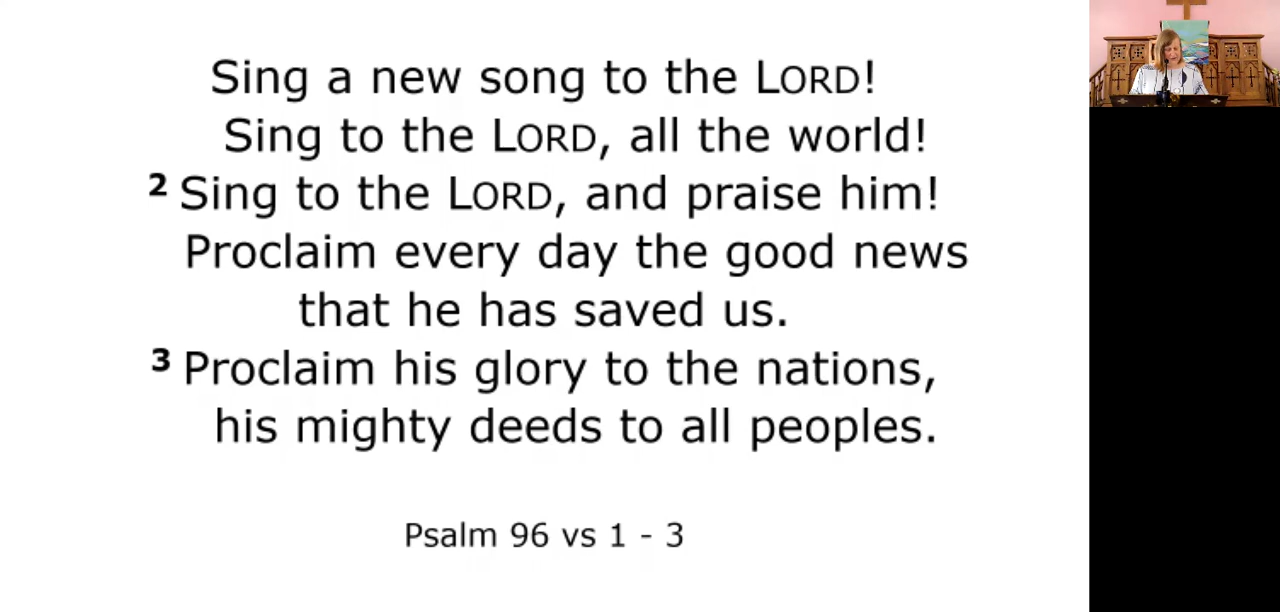 Sing a new song to the LORD!
Sing to the LORD, all the world!
2 Sing to the LORD, and praise him!
Proclaim every day the good news
that he has saved us.
3 Proclaim his glory to the nations,
his mighty deeds to all peoples.
Psalm 96 vs 1 - 3